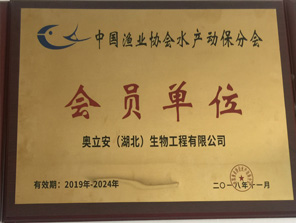 中国渔业协会水产动保分会
会员单位
奥立安（湖北）生物工程有限公司
有效期：2019年-2024年
二〇一八年十一月